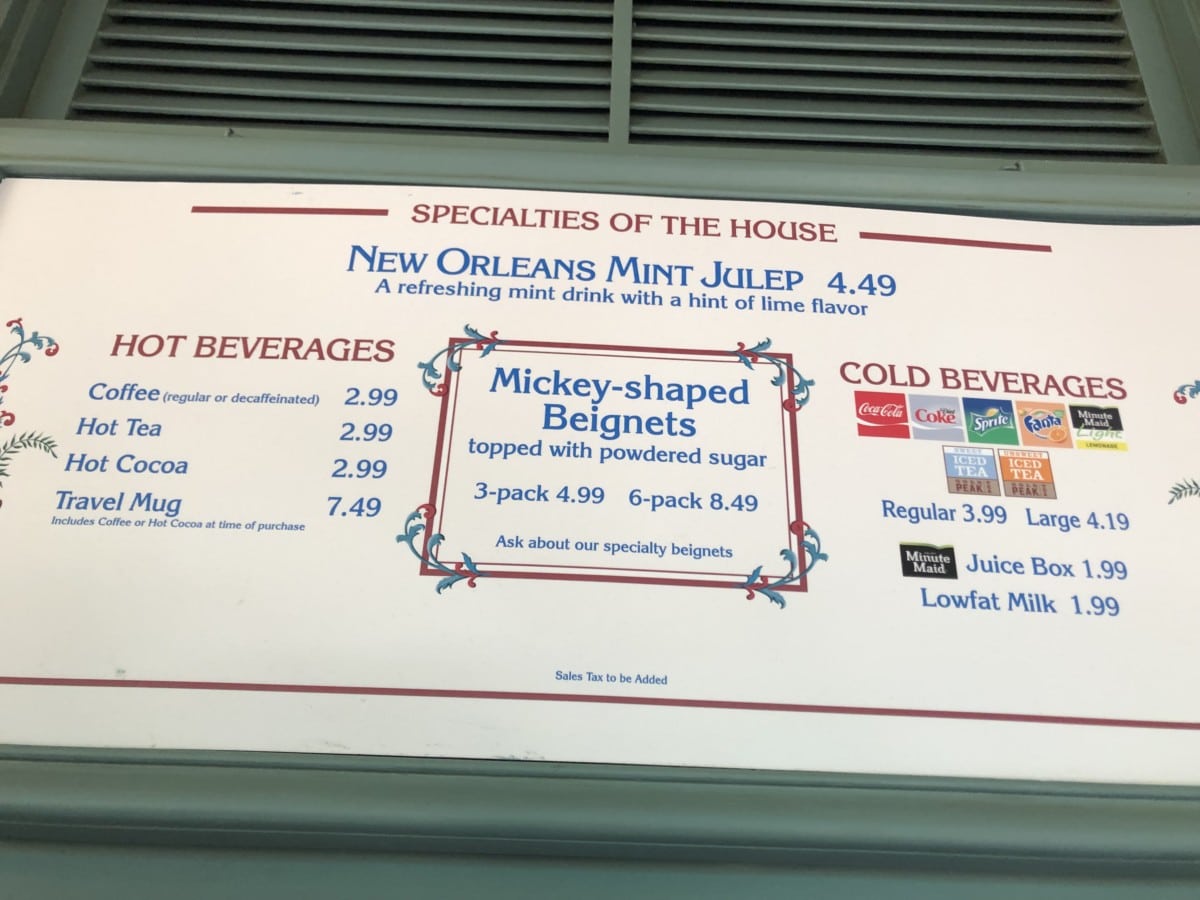 SPECIALTIES OF THE HOUSE
NEW ORLEANS MINT JULEP 4.49
A refreshing mint drink with a hint of lime flavor
HOT BEVERAGES
Coffee (regular or decaffeinated) 2.99
Hot Tea 2.99
Hot Cocoa 2.99
Travel Mug 7.49
Includes Coffee or Hot Cocoa at time of purchase
Mickey-shaped
Beignets
topped with powdered sugar
3-pack 4.99 6-pack 8.49
Ask about our specialty beignets
COLD BEVERAGES
Coca-Cola
Diet Coke
Sprite
Fanta
Minute Maid Light LEMONADE
SWEET ICED TEA GOLD PEAK
UNSWEET ICED TEA GOLD PEAK
Regular 3.99 Large 4.19
Minute Maid Juice Box 1.99
Lowfat Milk 1.99
Sales Tax to be Added